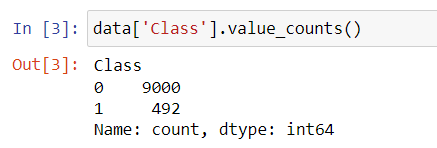 In [3]: data['Class'].value_counts()
Out[3]: Class
0    9000
1     492
Name: count, dtype: int64